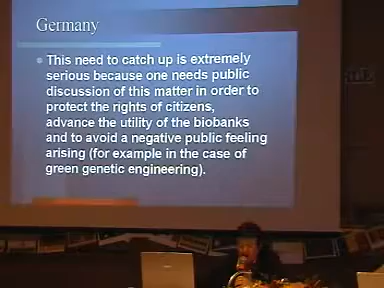 Germany
This need to catch up is extremely
serious because one needs public
discussion of this matter in order to
protect the rights of citizens,
advance the utility of the biobanks
and to avoid a negative public feeling
arising (for example in the case of
green genetic engineering).